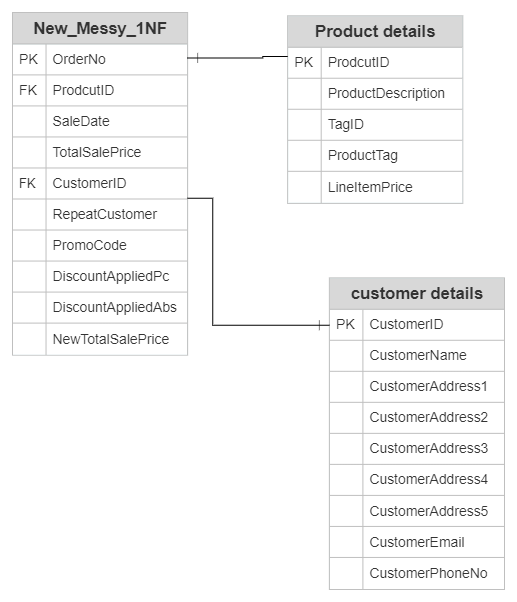 New_Messy_1NF
PK OrderNo
FK ProdcutID
SaleDate
TotalSalePrice
FK CustomerID
RepeatCustomer
PromoCode
DiscountAppliedPc
DiscountAppliedAbs
NewTotalSalePrice
Product details
PK ProdcutID
ProductDescription
TagID
ProductTag
LineItemPrice
customer details
PK CustomerID
CustomerName
CustomerAddress1
CustomerAddress2
CustomerAddress3
CustomerAddress4
CustomerAddress5
CustomerEmail
CustomerPhoneNo